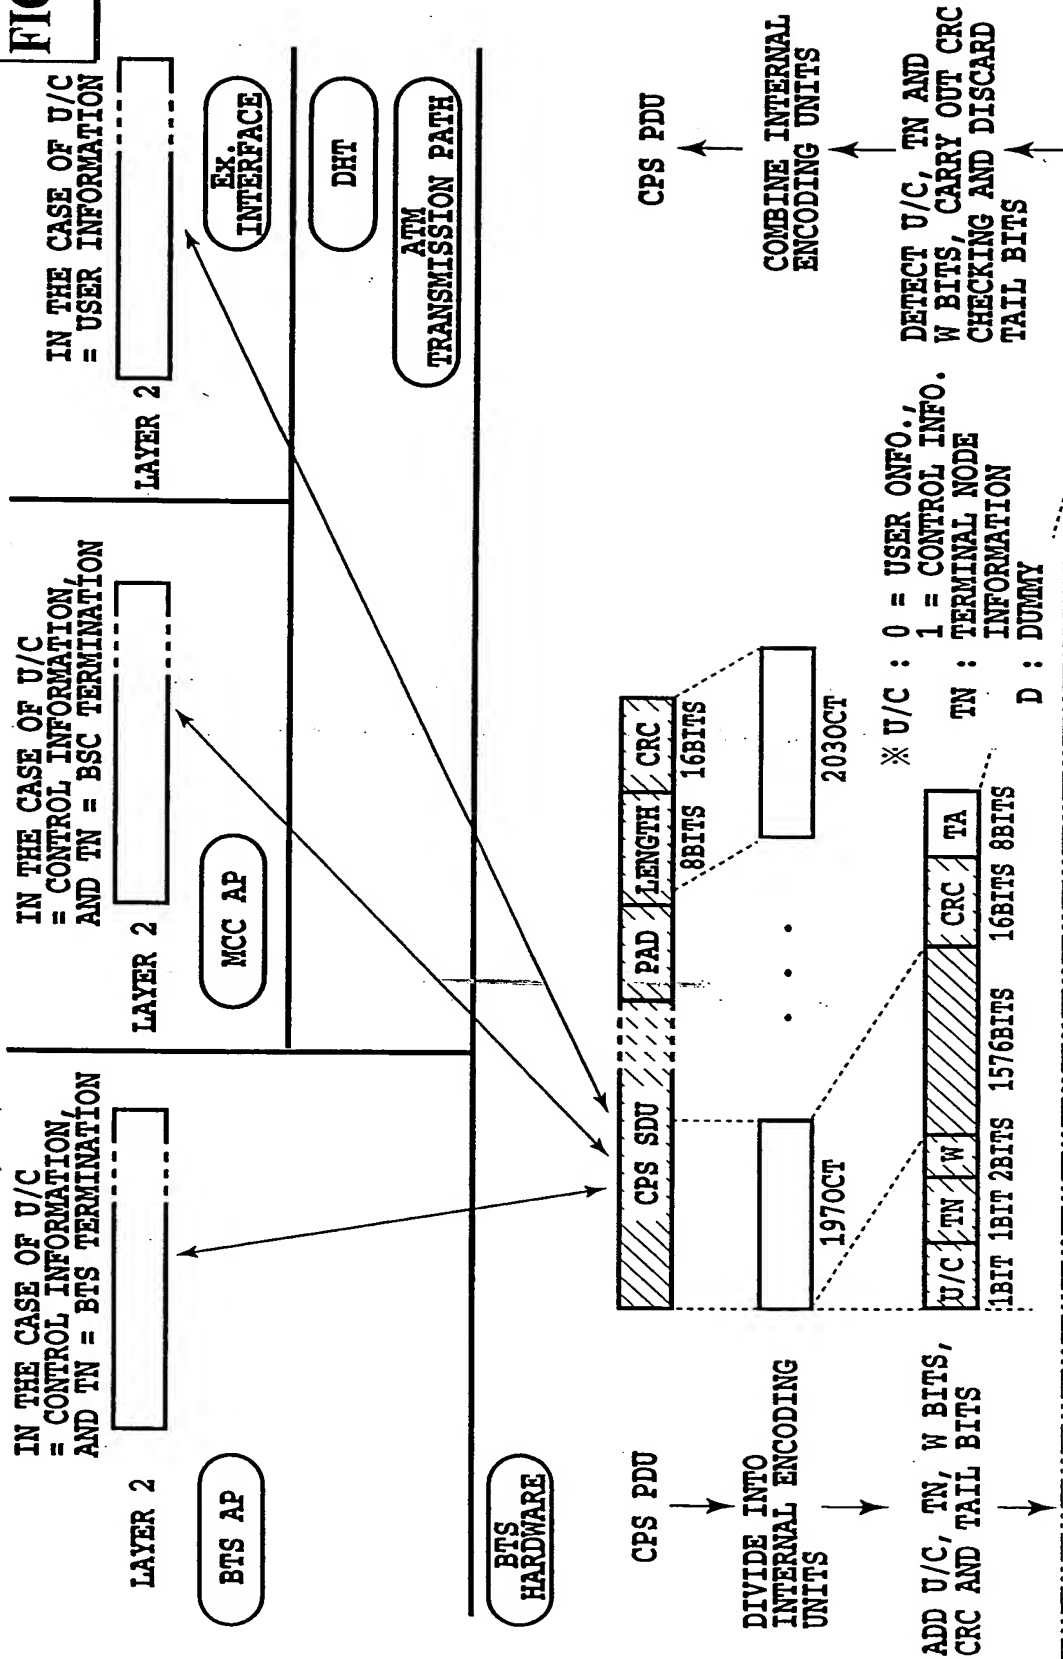 FIG
IN THE CASE OF U/C
= CONTROL INFORMATION,
AND TN = BTS TERMINATION
LAYER 2
BTS AP
IN THE CASE OF U/C
= CONTROL INFORMATION,
AND TN = BSC TERMINATION
LAYER 2
MCC AP
IN THE CASE OF U/C
= USER INFORMATION
LAYER 2
Ex.
INTERFACE
DHT
ATM
TRANSMISSION PATH
BTS
HARDWARE
CPS PDU
CPS SDU
PAD
LENGTH
CRC
8BITS
16BITS
CPS PDU
DIVIDE INTO
INTERNAL ENCODING
UNITS
197OCT
203OCT
COMBINE INTERNAL
ENCODING UNITS
ADD U/C, TN, W BITS,
CRC AND TAIL BITS
U/C
TN
W
CRC
TA
1BIT 1BIT 2BITS 1576BITS 16BITS 8BITS
※ U/C : 0 = USER ONFO.,
1 = CONTROL INFO.
TN : TERMINAL NODE
INFORMATION
D : DUMMY
DETECT U/C, TN AND
W BITS, CARRY OUT CRC
CHECKING AND DISCARD
TAIL BITS